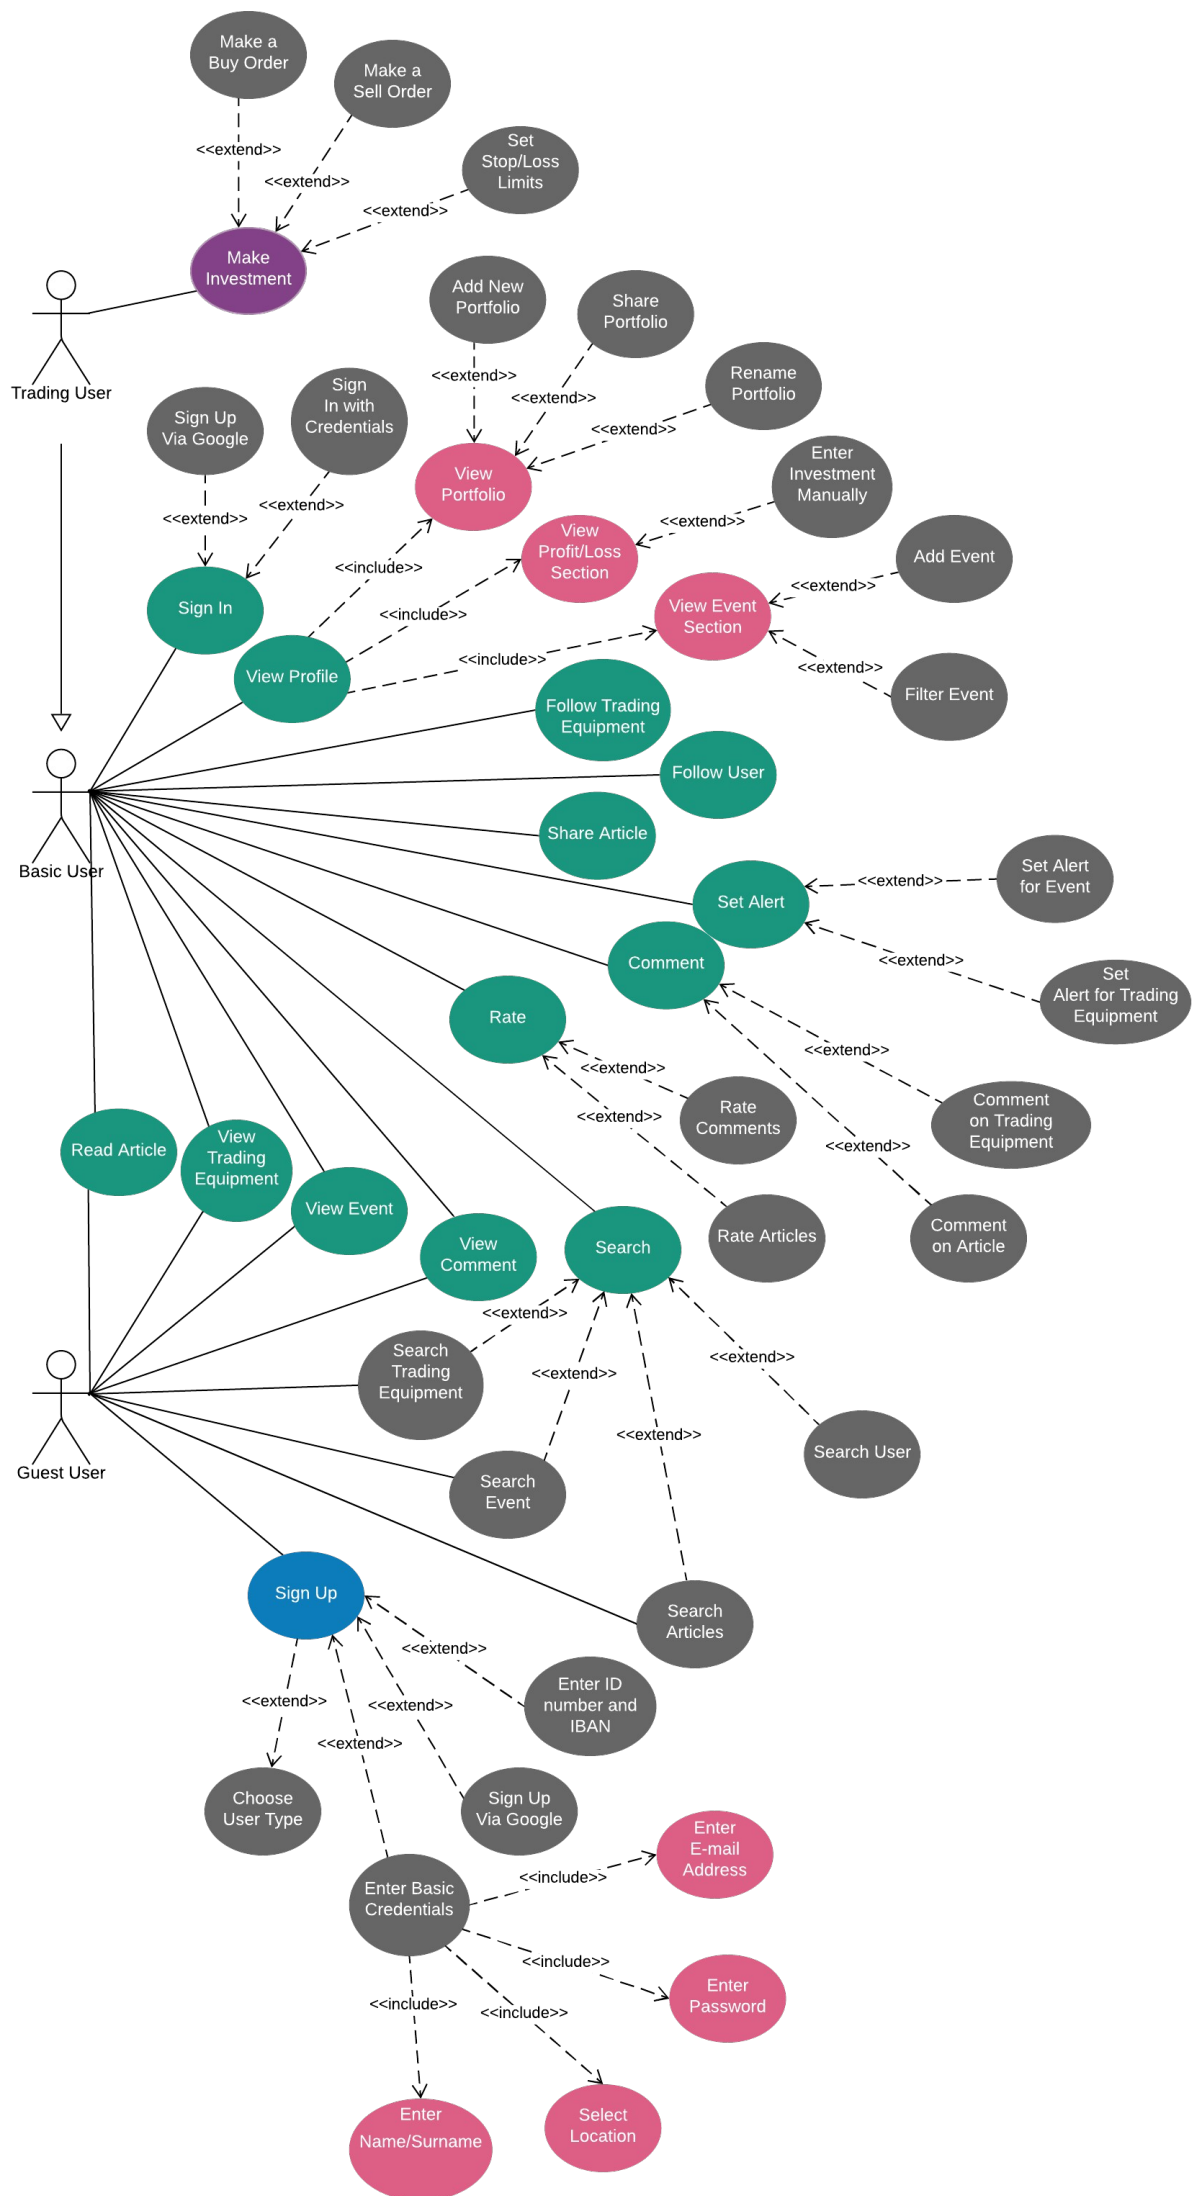 Make a
Buy Order
Make a
Sell Order
Set
Stop/Loss
Limits
<<extend>>
<<extend>>
<<extend>>
Make
Investment
Trading User
Add New
Portfolio
Share
Portfolio
Rename
Portfolio
<<extend>>
<<extend>>
<<extend>>
Sign Up
Via Google
Sign
In with
Credentials
<<extend>>
<<extend>>
View
Portfolio
Enter
Investment
Manually
<<extend>>
View
Profit/Loss
Section
Add Event
<<extend>>
<<include>>
<<include>>
<<include>>
Sign In
View Profile
View Event
Section
<<extend>>
Filter Event
Follow Trading
Equipment
Follow User
Share Article
Basic User
Set Alert
<<extend>>
Set Alert
for Event
<<extend>>
Set
Alert for Trading
Equipment
Comment
Rate
<<extend>>
<<extend>>
<<extend>>
<<extend>>
Rate
Comments
Comment
on Trading
Equipment
Read Article
View
Trading
Equipment
View Event
View
Comment
Search
Rate Articles
Comment
on Article
<<extend>>
<<extend>>
<<extend>>
<<extend>>
Search
Trading
Equipment
Search User
Guest User
Search
Event
Search
Articles
Sign Up
<<extend>>
<<extend>>
<<extend>>
<<extend>>
Enter ID
number and
IBAN
Choose
User Type
Sign Up
Via Google
Enter
E-mail
Address
Enter Basic
Credentials
<<include>>
<<include>>
<<include>>
<<include>>
Enter
Password
Enter
Name/Surname
Select
Location